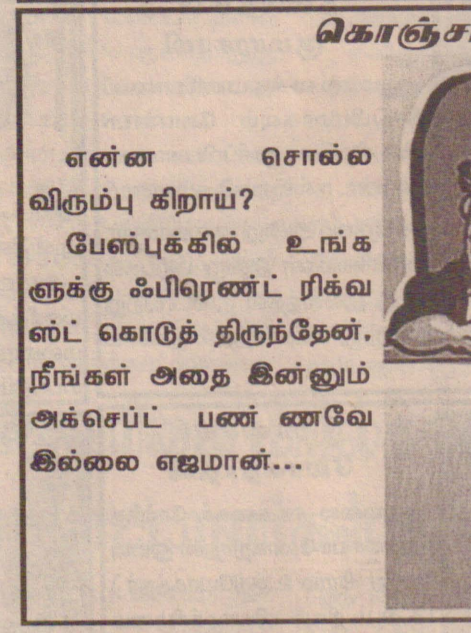 கொஞ்ச
என்ன சொல்ல
விரும்பு கிறாய்?
பேஸ்புக்கில் உங்க
ளுக்கு ஃபிரெண்ட் ரிக்வ
ஸ்ட் கொடுத் திருந்தேன்.
நீங்கள் அதை இன்னும்
அக்செப்ட் பண் ணவே
இல்லை எஜமான்...